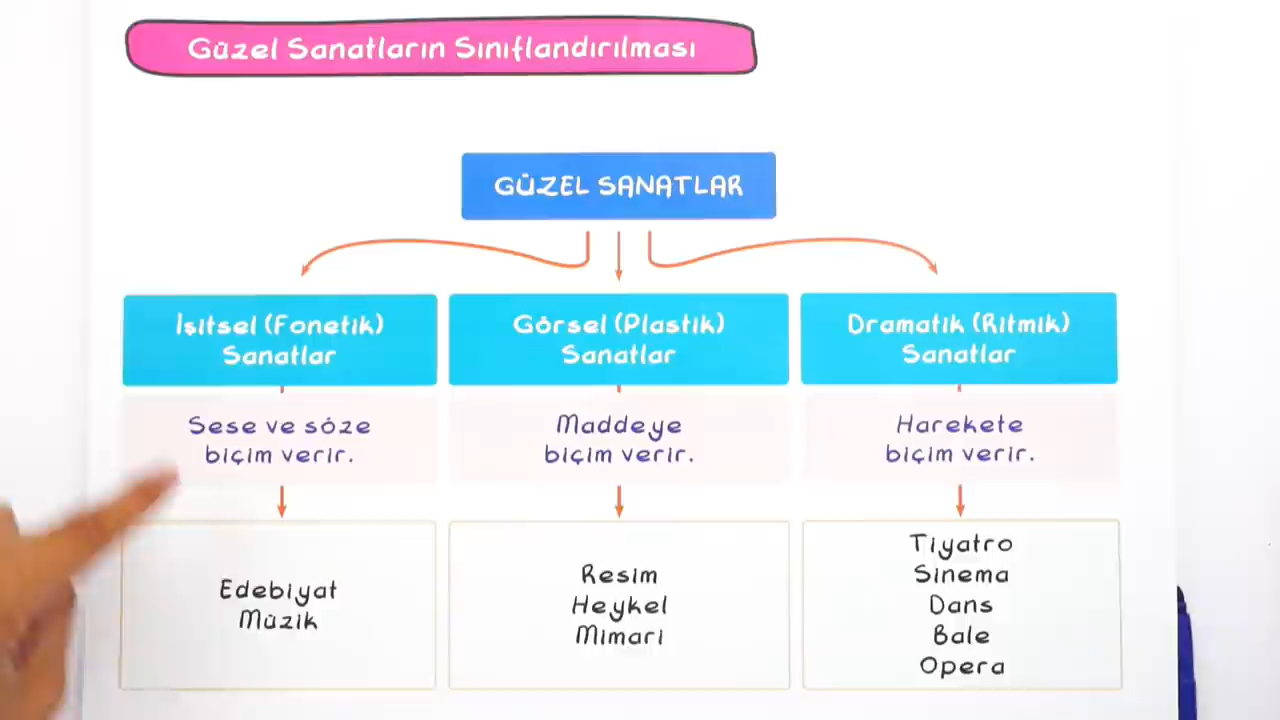 Güzel Sanatların Sınıflandırılması
GÜZEL SANATLAR
İşitsel (Fonetik)
Sanatlar
Görsel (Plastik)
Sanatlar
Dramatik (Ritmik)
Sanatlar
Sese ve söze
biçim verir.
Maddeye
biçim verir.
Harekete
biçim verir.
Edebiyat
Müzik
Resim
Heykel
Mimari
Tiyatro
Sinema
Dans
Bale
Opera